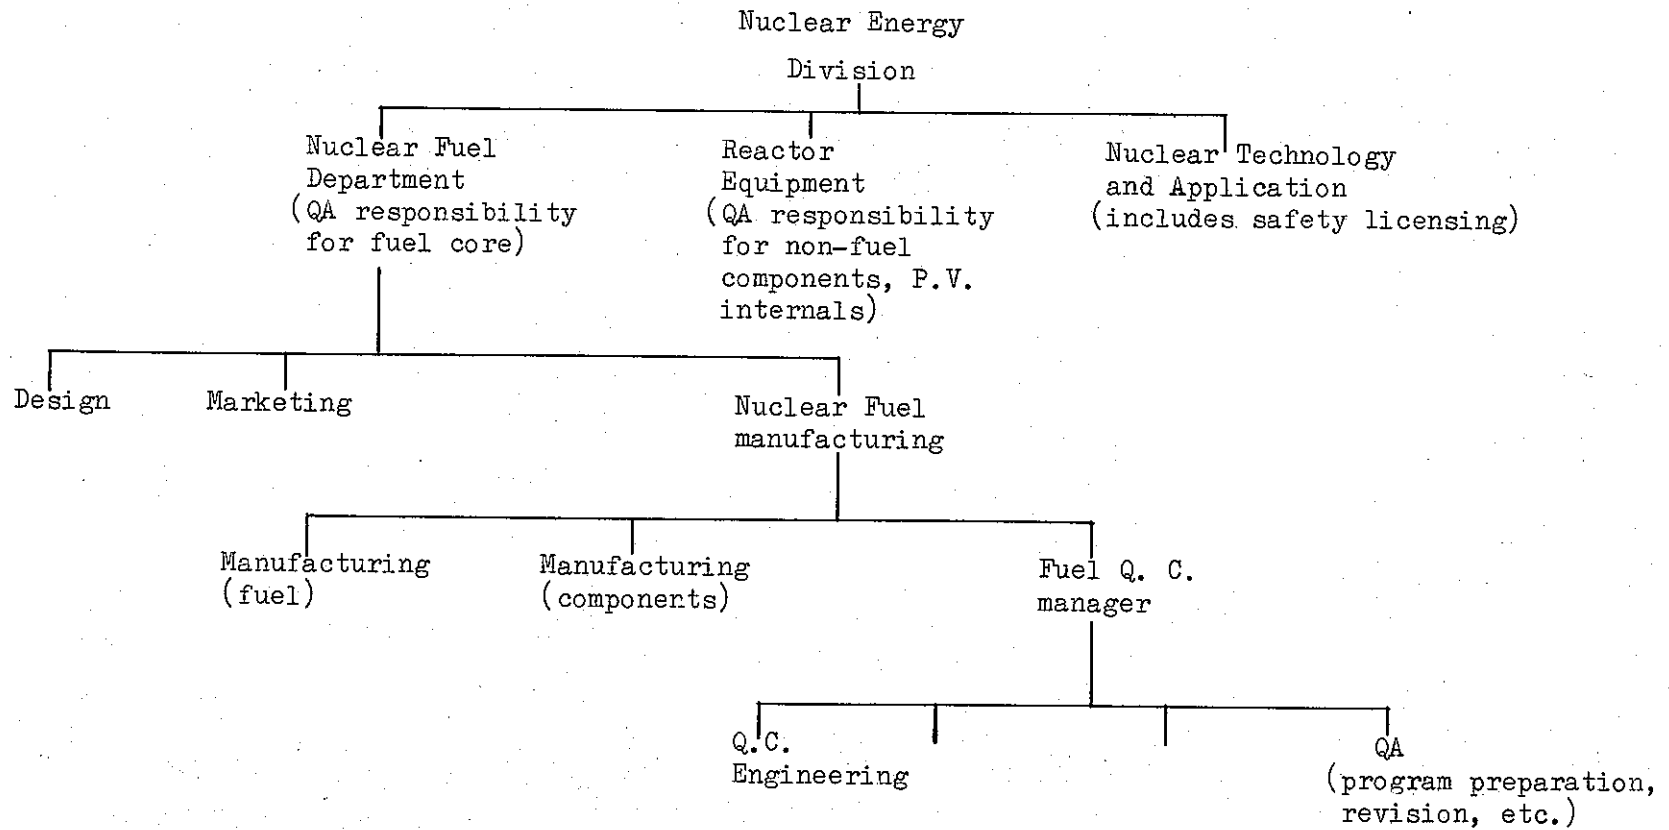 Nuclear Energy
Division
Nuclear Fuel
Department
(QA responsibility
for fuel core)
Reactor
Equipment
(QA responsibility
for non-fuel
components, P.V.
internals)
Nuclear Technology
and Application
(includes safety licensing)
Design
Marketing
Nuclear Fuel
manufacturing
Manufacturing
(fuel)
Manufacturing
(components)
Fuel Q. C.
manager
Q.C.
Engineering
QA
(program preparation,
revision, etc.)